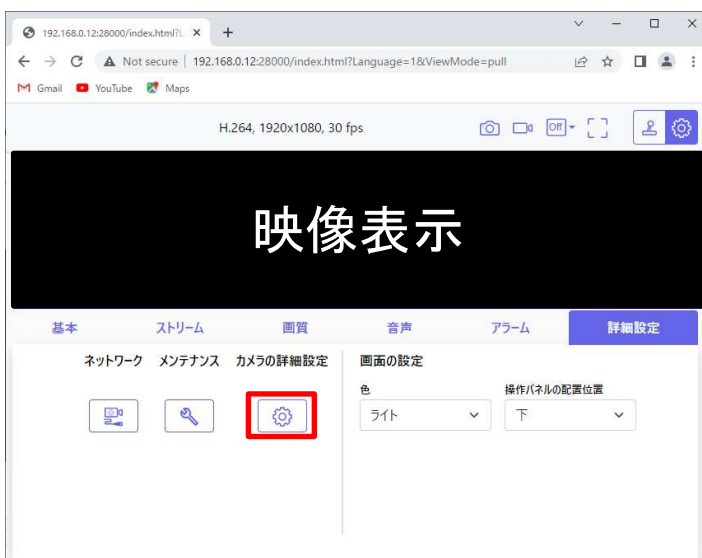 192.168.0.12:28000/index.html?L
Not secure | 192.168.0.12:28000/index.html?Language=1&ViewMode=pull
Gmail YouTube Maps
H.264, 1920x1080, 30 fps
Off
映像表示
基本 ストリーム 画質 音声 アラーム 詳細設定
ネットワーク メンテナンス カメラの詳細設定 画面の設定
色 操作パネルの配置位置
ライト 下